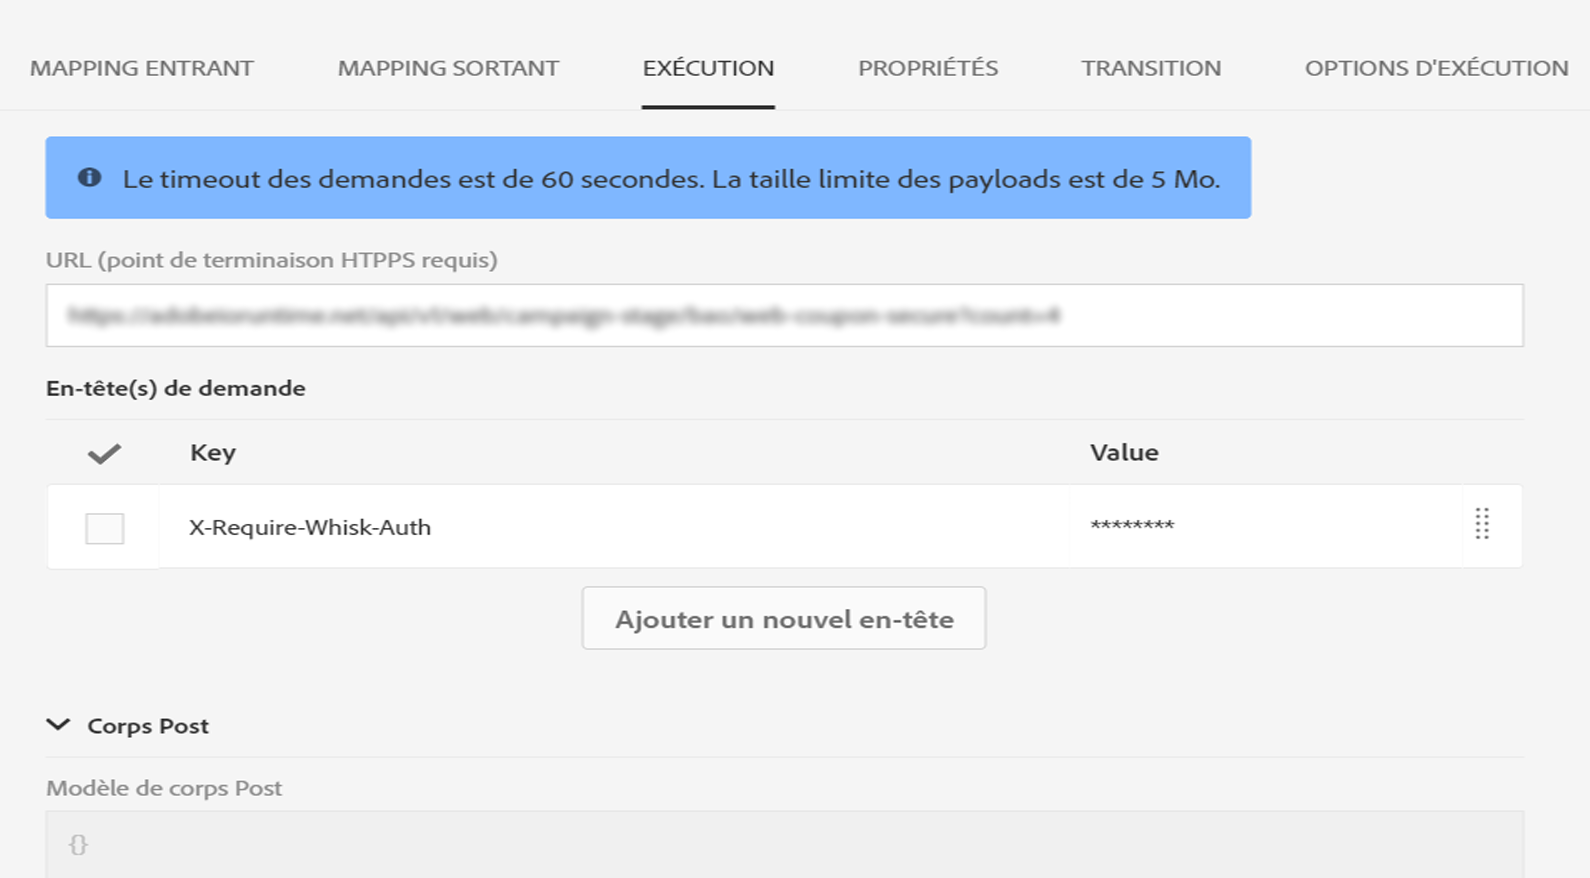 MAPPING ENTRANT MAPPING SORTANT EXÉCUTION PROPRIÉTÉS TRANSITION OPTIONS D'EXÉCUTION
Le timeout des demandes est de 60 secondes. La taille limite des payloads est de 5 Mo.
URL (point de terminaison HTPPS requis)
En-tête(s) de demande
Key Value
X-Require-Whisk-Auth ********
Ajouter un nouvel en-tête
Corps Post
Modèle de corps Post
{}